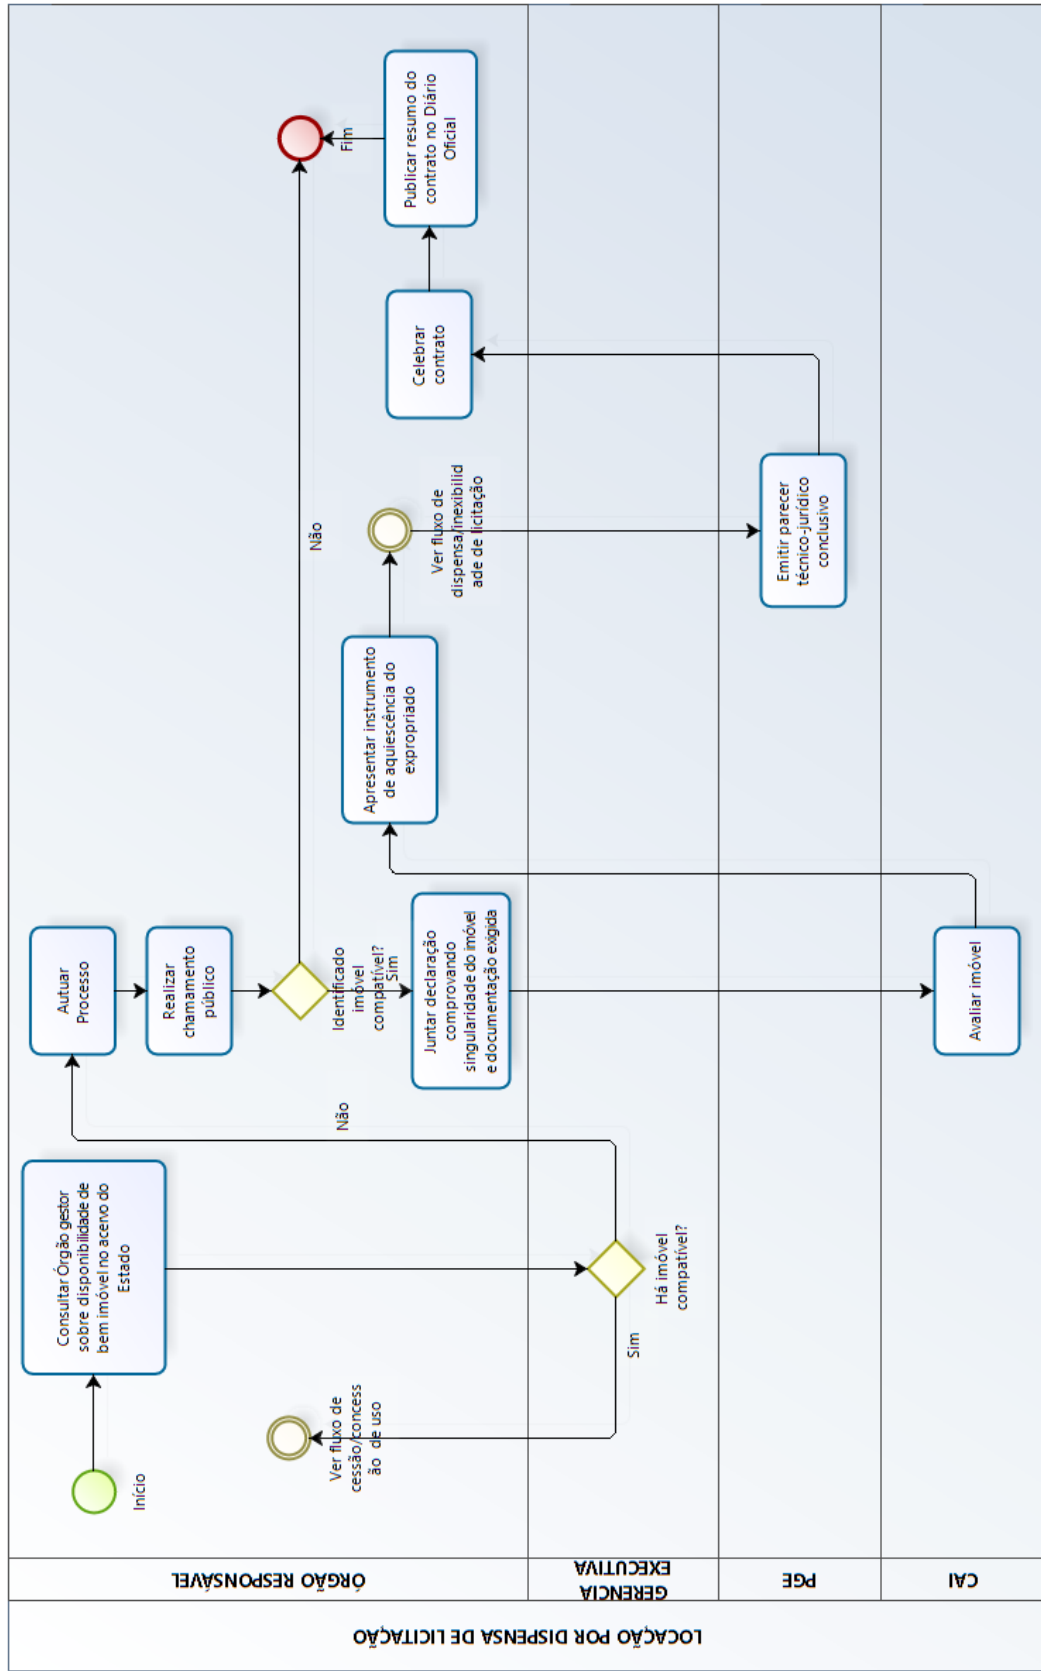 LOCAÇÃO POR DISPENSA DE LICITAÇÃO
ÓRGÃO RESPONSÁVEL
GERENCIA
EXECUTIVA
PGE
CAI
Início
Consultar Órgão gestor
sobre disponibilidade de
bem imóvel no acervo do
Estado
Ver fluxo de
cessão/concess
ão de uso
Sim
Há imóvel
compatível?
Não
Autuar
Processo
Realizar
chamamento
público
Identificado
imóvel
compatível?
Sim
Não
Juntar declaração
comprovando
singularidade do imóvel
e documentação exigida
Avaliar imóvel
Apresentar instrumento
de aquiescência do
expropriado
Ver fluxo de
dispensa/inexibilid
ade de licitação
Emitir parecer
técnico-jurídico
conclusivo
Celebrar
contrato
Publicar resumo do
contrato no Diário
Oficial
Fim